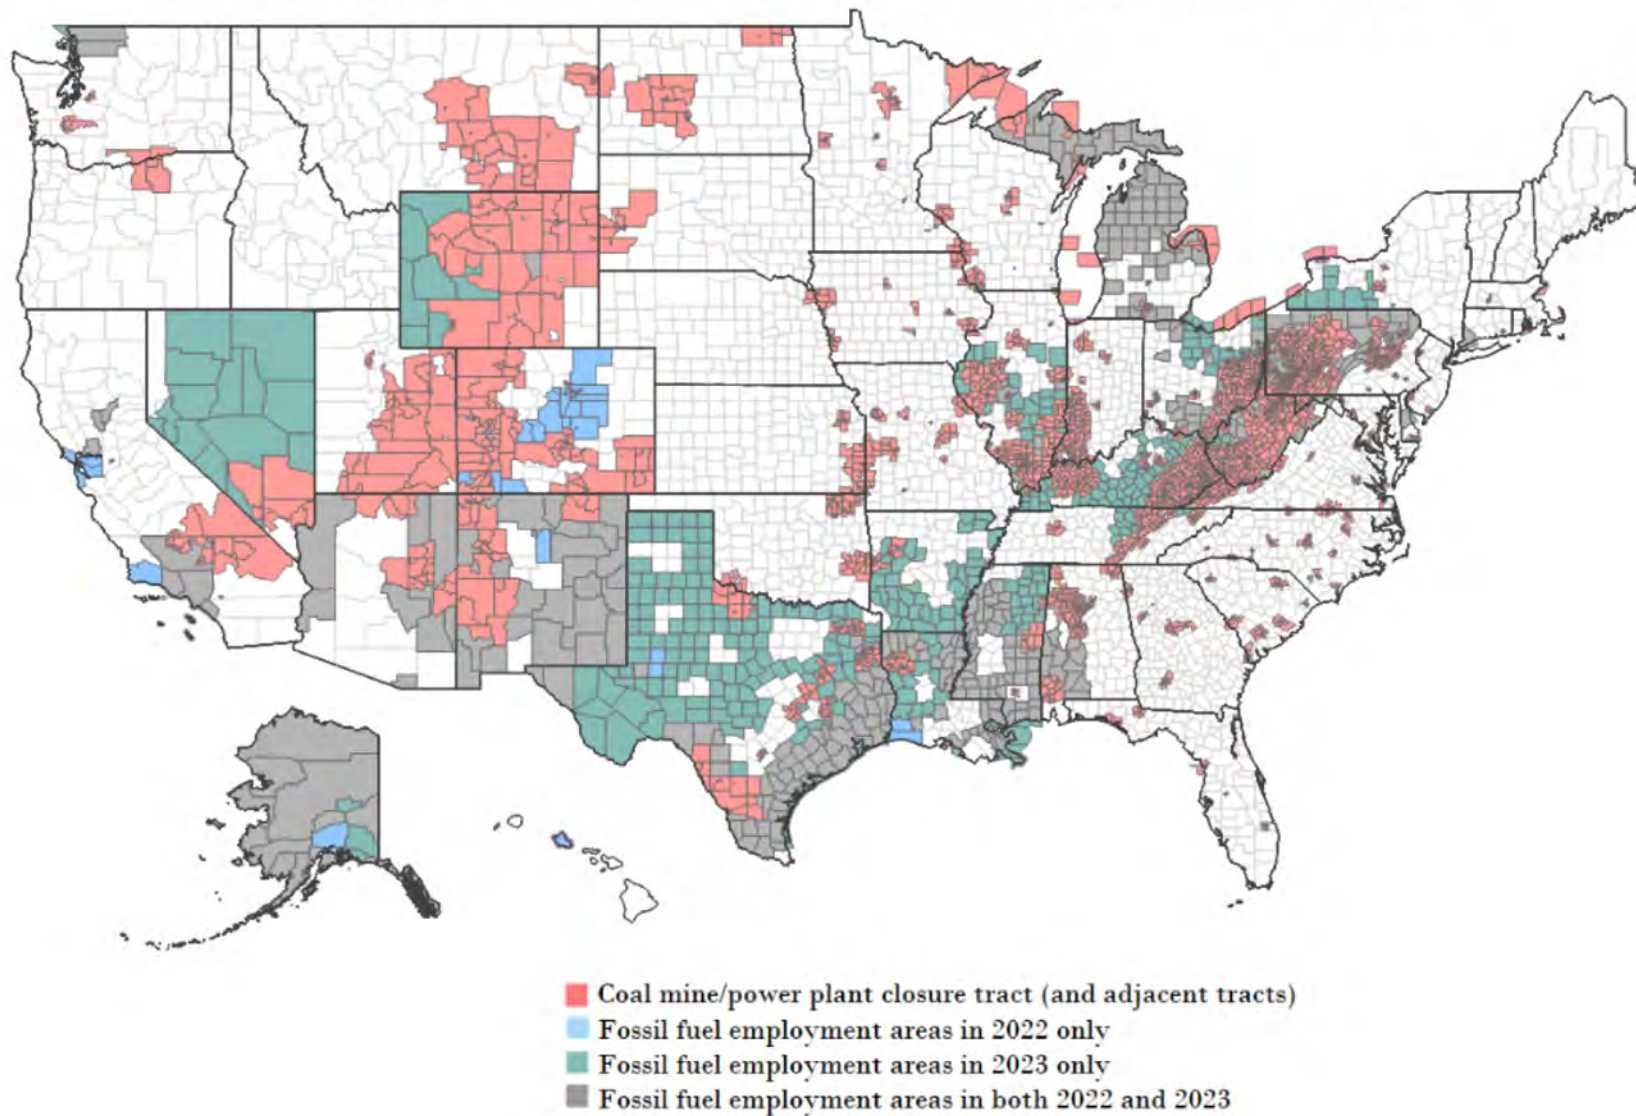 Coal mine/power plant closure tract (and adjacent tracts)
Fossil fuel employment areas in 2022 only
Fossil fuel employment areas in 2023 only
Fossil fuel employment areas in both 2022 and 2023